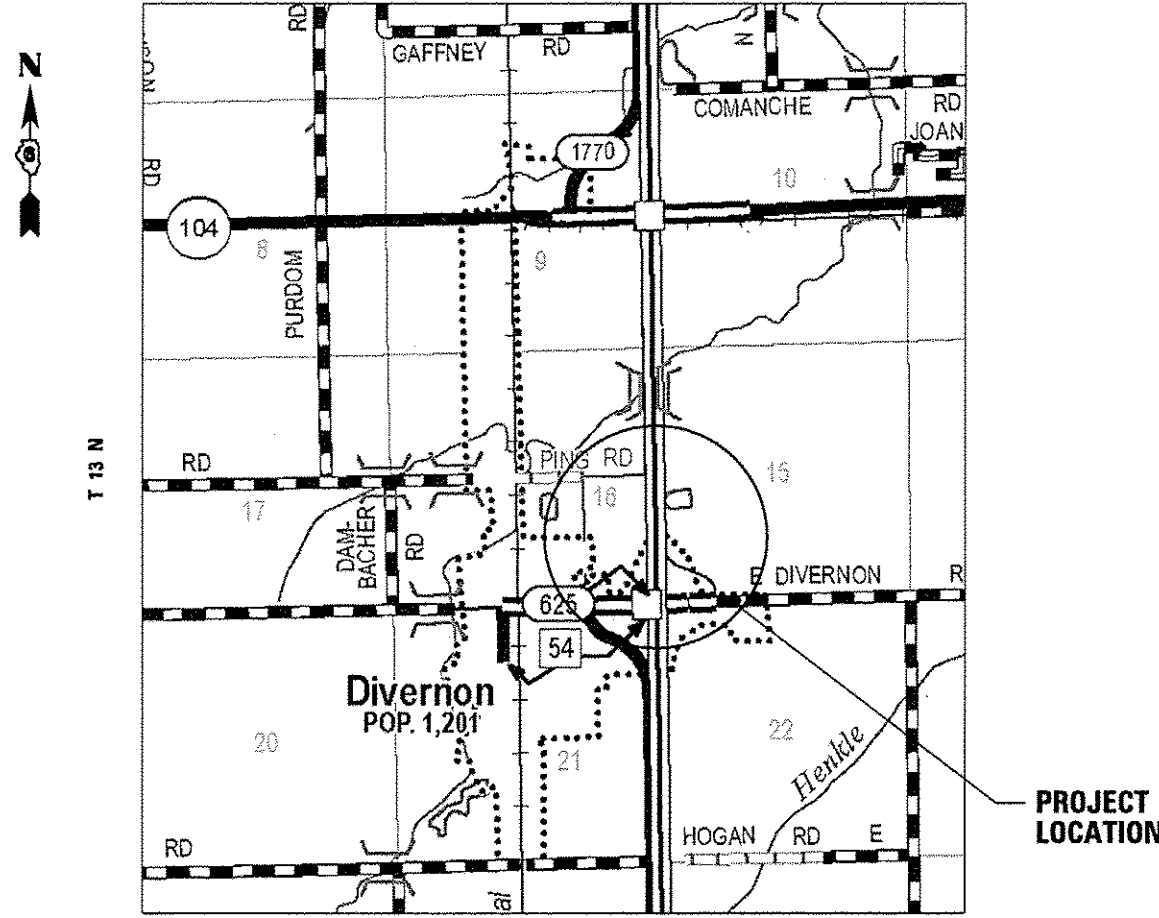 RD
N
GAFFNEY RD
N
COMANCHE RD
JOAN
RD
1770
10
104
8
9
PURDOM
T 13 N
RD
PING RD
16
15
17
DAM-
BACHER
RD
E DIVERNON R
625
54
Divernon
POP. 1,201
20
21
22
Henkle
PROJECT
LOCATION
RD
HOGAN RD E
al